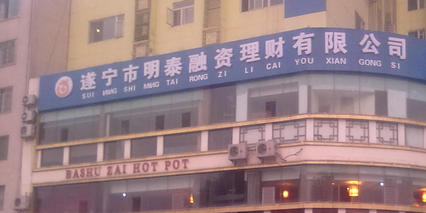 遂宁市明泰融资理财有限公司
SUI NING SHI MING TAI RONG ZI LI CAI YOU XIAN GONG SI
BASHU ZAI HOT POT